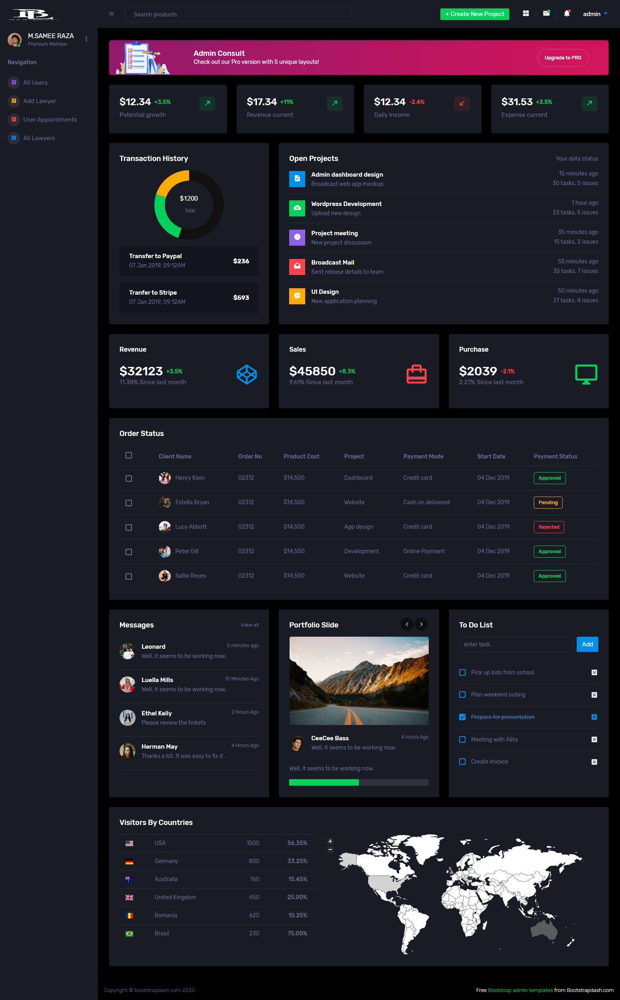 Search products
+ Create New Project
admin
M.SAMEE RAZA
Premium Member
Navigation
All Users
Add Lawyer
User Appointments
All Lawyers
Admin Consult
Check out our Pro version with 5 unique layouts!
Upgrade to PRO
$12.34 +3.5%
Potential growth
$17.34 +11%
Revenue current
$12.34 -2.4%
Daily Income
$31.53 +3.5%
Expense current
Transaction History
$1200
Total
Transfer to Paypal
07 Jan 2019, 09:12AM
$236
Tranfer to Stripe
07 Jan 2019, 09:12AM
$593
Open Projects
Your data status
Admin dashboard design
Broadcast web app mockup
15 minutes ago
30 tasks, 5 issues
Wordpress Development
Upload new design
1 hour ago
23 tasks, 5 issues
Project meeting
New project discussion
35 minutes ago
15 tasks, 2 issues
Broadcast Mail
Sent release details to team
55 minutes ago
35 tasks, 7 issues
UI Design
New application planning
50 minutes ago
27 tasks, 4 issues
Revenue
$32123 +3.5%
11.38% Since last month
Sales
$45850 +8.3%
9.61% Since last month
Purchase
$2039 -2.1%
2.27% Since last month
Order Status
Client Name Order No Product Cost Project Payment Mode Start Date Payment Status
Henry Klein 02312 $14,500 Dashboard Credit card 04 Dec 2019 Approved
Estella Bryan 02312 $14,500 Website Cash on delivered 04 Dec 2019 Pending
Lucy Abbott 02312 $14,500 App design Credit card 04 Dec 2019 Rejected
Peter Gill 02312 $14,500 Development Online Payment 04 Dec 2019 Approved
Sallie Reyes 02312 $14,500 Website Credit card 04 Dec 2019 Approved
Messages
View all
Leonard
5 minutes ago
Well, it seems to be working now.
Luella Mills
10 Minutes Ago
Well, it seems to be working now.
Ethel Kelly
2 Hours Ago
Please review the tickets
Herman May
4 Hours Ago
Thanks a lot. It was easy to fix it .
Portfolio Slide
CeeCee Bass
4 Hours Ago
Well, it seems to be working now.
Well, it seems to be working now.
To Do List
enter task..
Add
Pick up kids from school
Plan weekend outing
Prepare for presentation
Meeting with Alita
Create invoice
Visitors By Countries
USA 1500 56.35%
Germany 800 33.25%
Australia 760 15.45%
United Kingdom 450 25.00%
Romania 620 10.25%
Brasil 230 75.00%
+
−
Copyright © bootstrapdash.com 2020
Free Bootstrap admin templates from Bootstrapdash.com